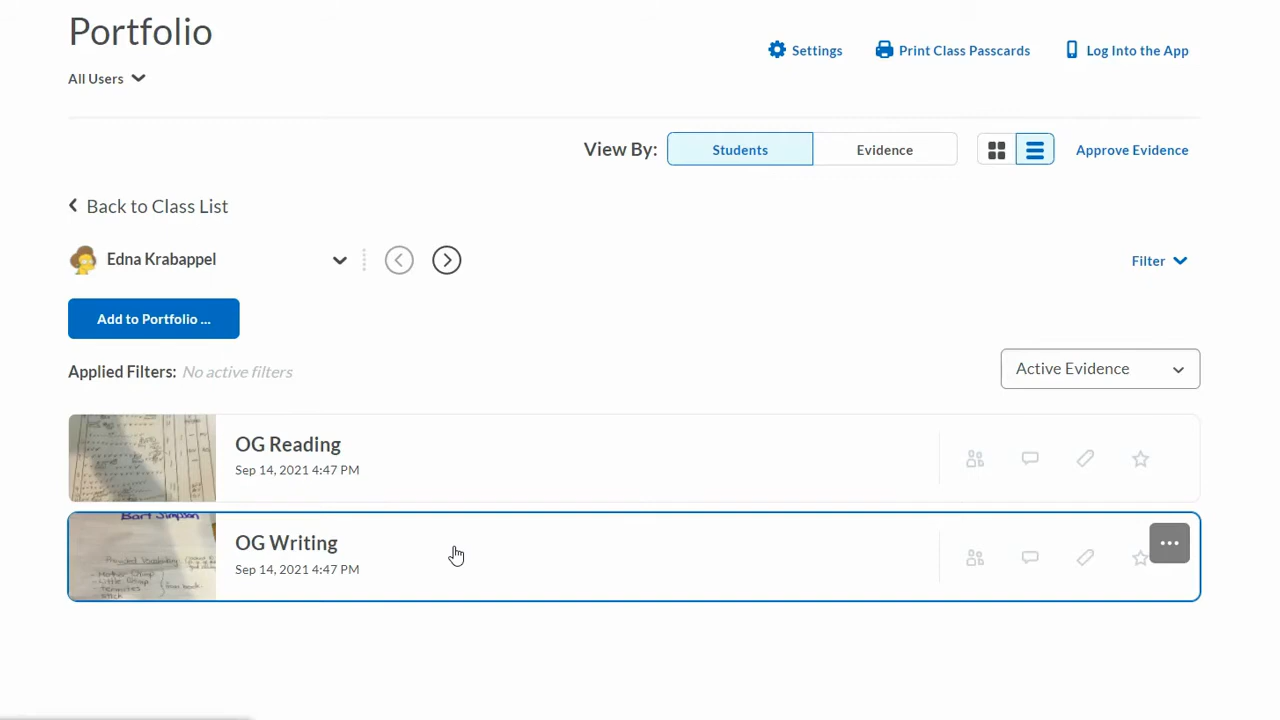 Portfolio
All Users
Settings
Print Class Passcards
Log Into the App
View By:
Students
Evidence
Approve Evidence
Back to Class List
Edna Krabappel
Filter
Add to Portfolio ...
Applied Filters: No active filters
Active Evidence
OG Reading
Sep 14, 2021 4:47 PM
Bart Simpson
OG Writing
Sep 14, 2021 4:47 PM